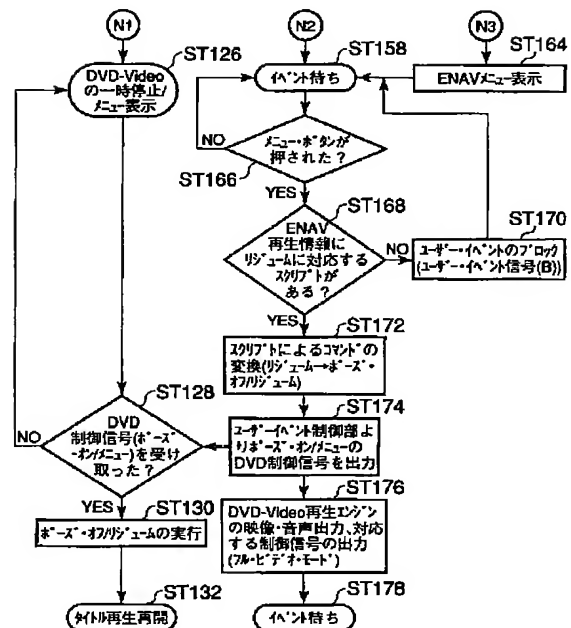 N1
N2
N3
ST126
DVD-Video
の一時停止/
メニュー表示
ST158
イベント待ち
ST164
ENAVメニュー表示
NO
メニュー・ボタンが
押された?
ST166
YES
ST168
ENAV
再生情報に
リジュームに対応する
スクリプトが
ある?
NO
ST170
ユーザー・イベントのブロック
(ユーザー・イベント信号(B))
YES
ST172
スクリプトによるコマンドの
変換(リジューム→ポーズ・
オフ/リジューム)
ST128
DVD
制御信号(ポーズ・
オン/メニュー)を受け
取った?
NO
ST174
ユーザーイベント制御部よ
りポーズ・オン/メニューの
DVD制御信号を出力
YES
ST130
ポーズ・オフ/リジュームの実行
ST176
DVD-Video再生エンジン
の映像・音声出力、対応
する制御信号の出力
(フル・ビデオ・モード)
ST132
タイトル再生再開
ST178
イベント待ち